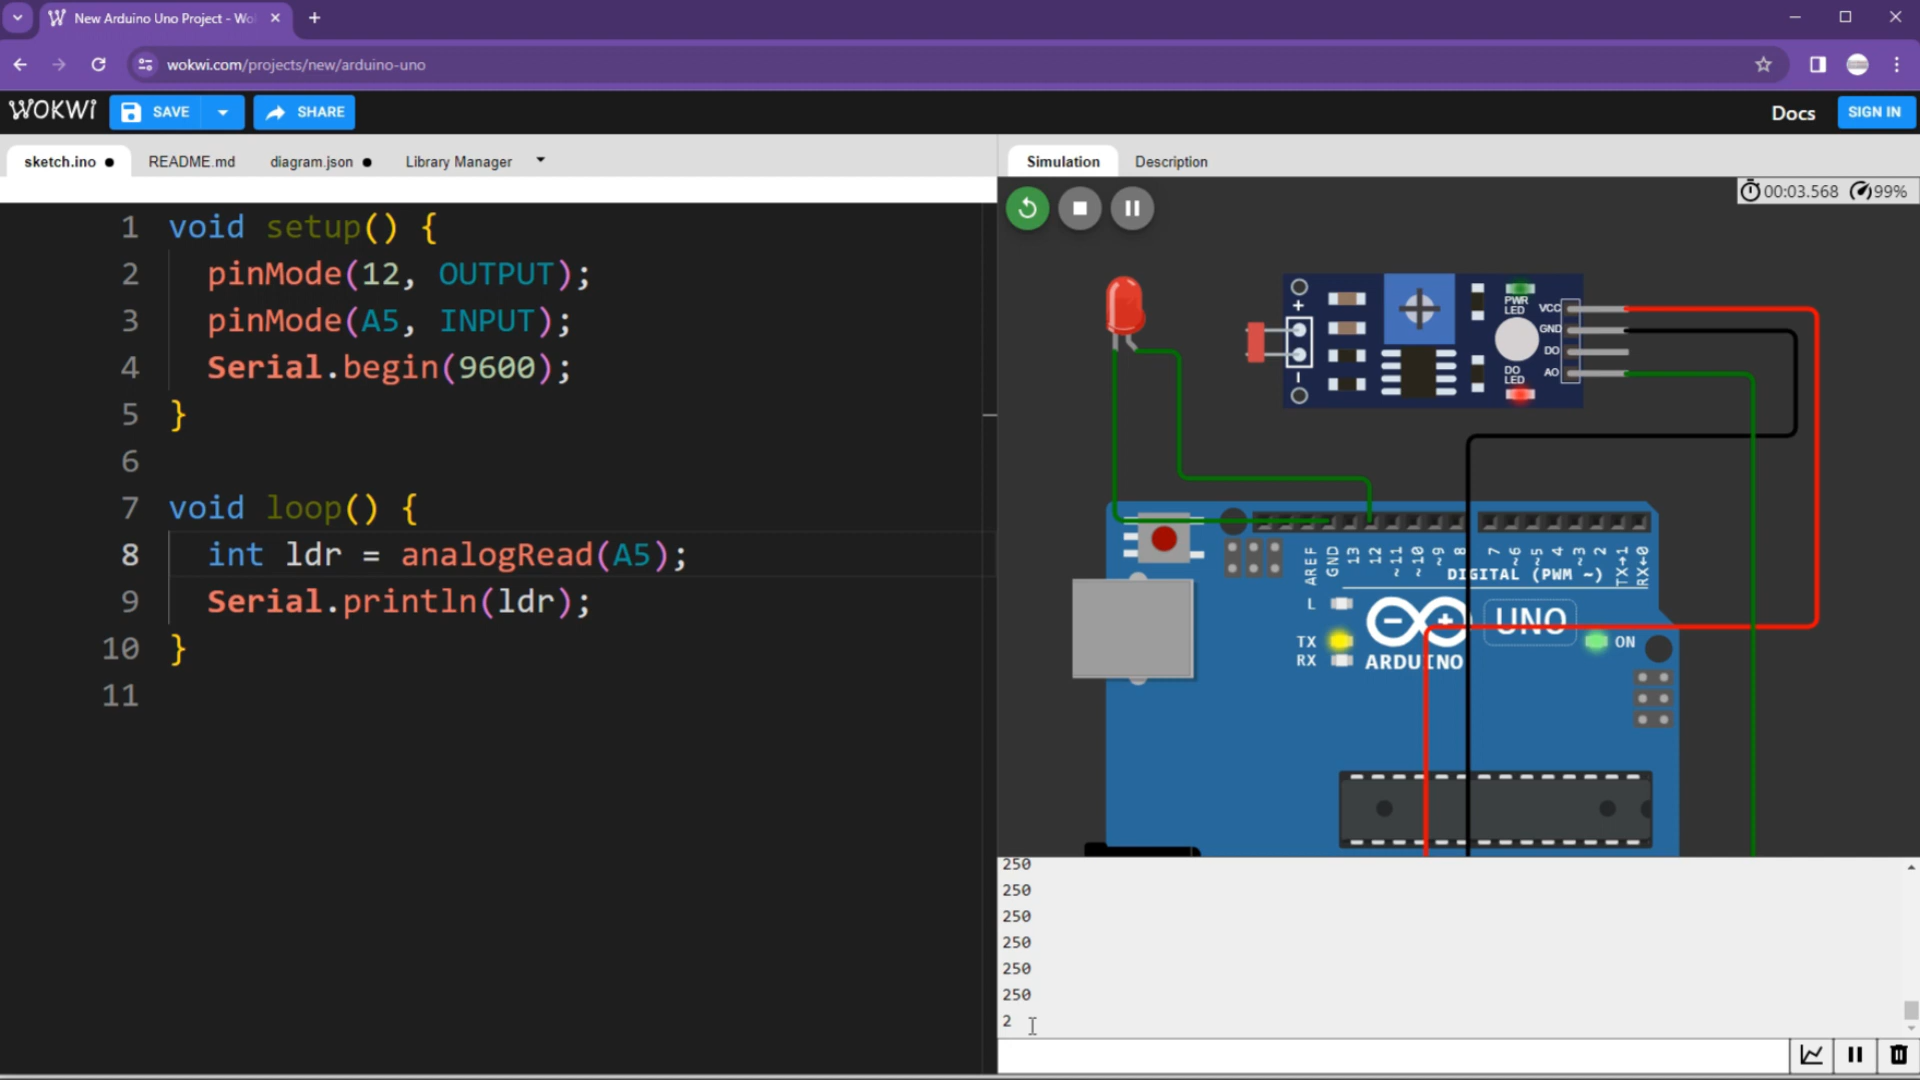 New Arduino Uno Project - Wo
wokwi.com/projects/new/arduino-uno
WOKWI SAVE SHARE Docs SIGN IN
sketch.ino README.md diagram.json Library Manager
Simulation Description
00:03.568 99%
1 void setup() {
2 pinMode(12, OUTPUT);
3 pinMode(A5, INPUT);
4 Serial.begin(9600);
5 }
6
7 void loop() {
8 int ldr = analogRead(A5);
9 Serial.println(ldr);
10 }
11
+
PWR
LED
VCC
GND
DO
DO
LED
AO
AREF
GND
13
12
~11
~10
~9
8
7
~6
~5
4
~3
2
TX→1
RX←0
DIGITAL (PWM ~)
L
TX
RX
UNO
ON
ARDUINO
250
250
250
250
250
250
2